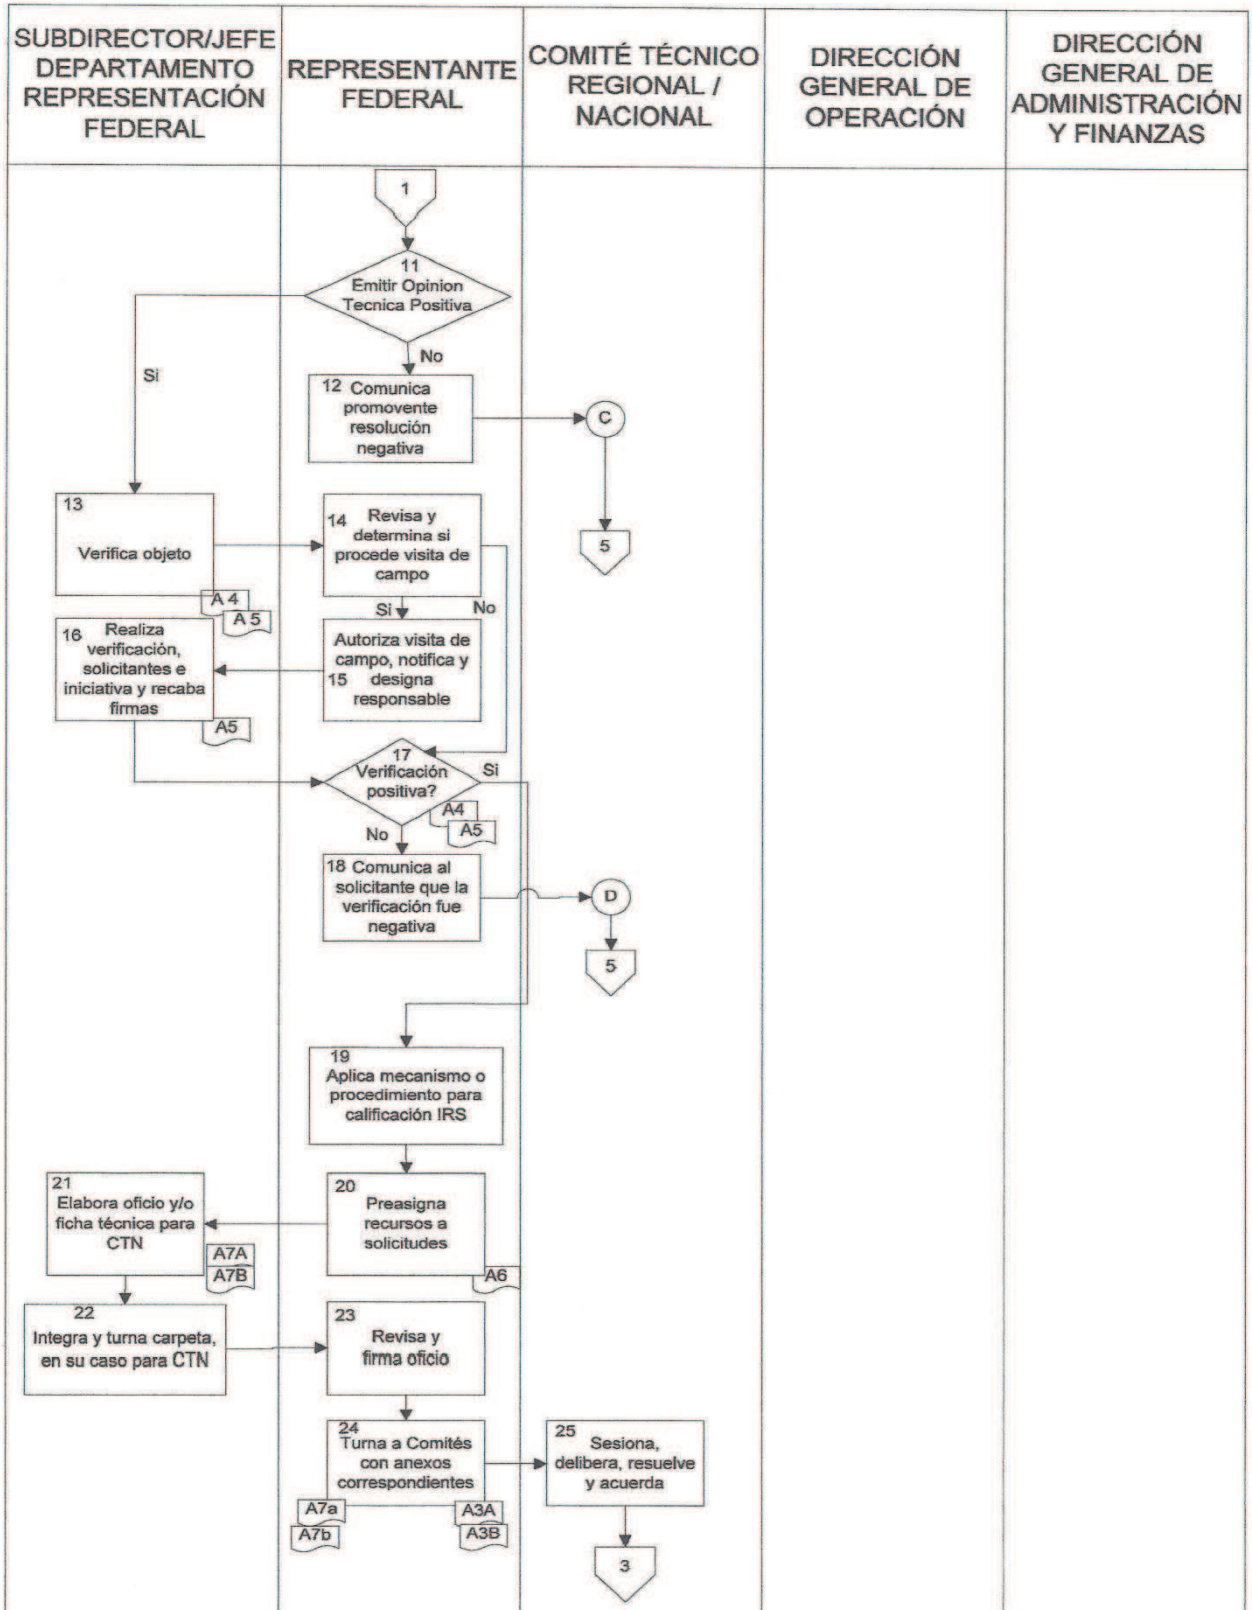 SUBDIRECTOR/JEFE
DEPARTAMENTO
REPRESENTACIÓN
FEDERAL
REPRESENTANTE
FEDERAL
COMITÉ TÉCNICO
REGIONAL /
NACIONAL
DIRECCIÓN
GENERAL DE
OPERACIÓN
DIRECCIÓN
GENERAL DE
ADMINISTRACIÓN
Y FINANZAS
1
11
Emitir Opinion
Tecnica Positiva
Si
No
12 Comunica
promovente
resolución
negativa
C
5
13
Verifica objeto
A 4
A 5
14 Revisa y
determina si
procede visita de
campo
Si
No
Autoriza visita de
campo, notifica y
15 designa
responsable
16 Realiza
verificación,
solicitantes e
iniciativa y recaba
firmas
A5
17
Verificación
positiva?
Si
A4
A5
No
18 Comunica al
solicitante que la
verificación fue
negativa
D
5
19
Aplica mecanismo o
procedimiento para
calificación IRS
20
Preasigna
recursos a
solicitudes
A6
21
Elabora oficio y/o
ficha técnica para
CTN
A7A
A7B
22
Integra y turna carpeta,
en su caso para CTN
23
Revisa y
firma oficio
24
Turna a Comités
con anexos
correspondientes
A7a
A7b
A3A
A3B
25
Sesiona,
delibera, resuelve
y acuerda
3